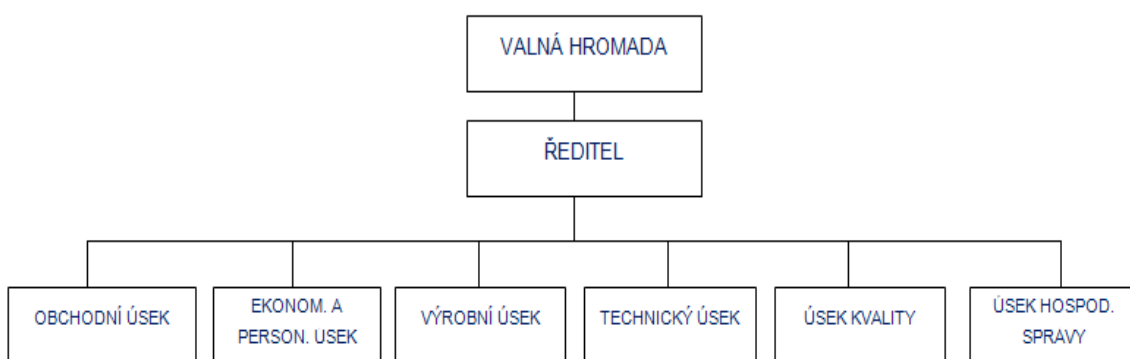 VALNÁ HROMADA
ŘEDITEL
OBCHODNÍ ÚSEK
EKONOM. A
PERSON. USEK
VÝROBNÍ ÚSEK
TECHNICKÝ ÚSEK
ÚSEK KVALITY
ÚSEK HOSPOD.
SPRAVY